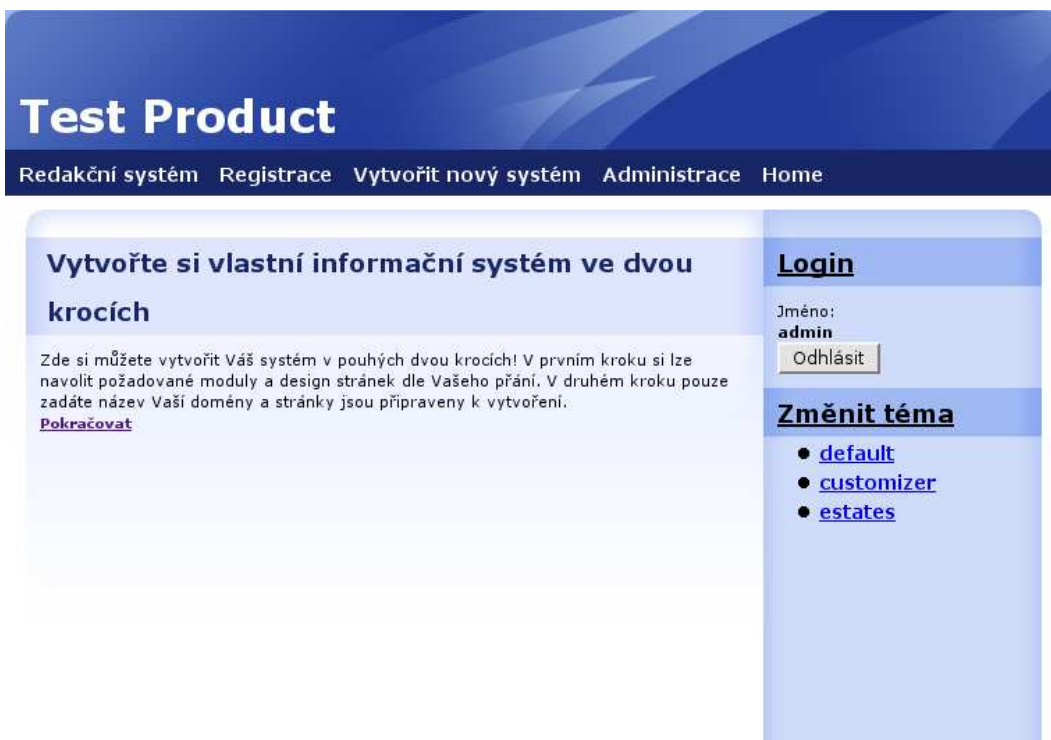 Test Product
Redakční systém Registrace Vytvořit nový systém Administrace Home
Vytvořte si vlastní informační systém ve dvou
krocích
Zde si můžete vytvořit Váš systém v pouhých dvou krocích! V prvním kroku si lze
navolit požadované moduly a design stránek dle Vašeho přání. V druhém kroku pouze
zadáte název Vaší domény a stránky jsou připraveny k vytvoření.
Pokračovat
Login
Jméno:
admin
Odhlásit
Změnit téma
default
customizer
estates